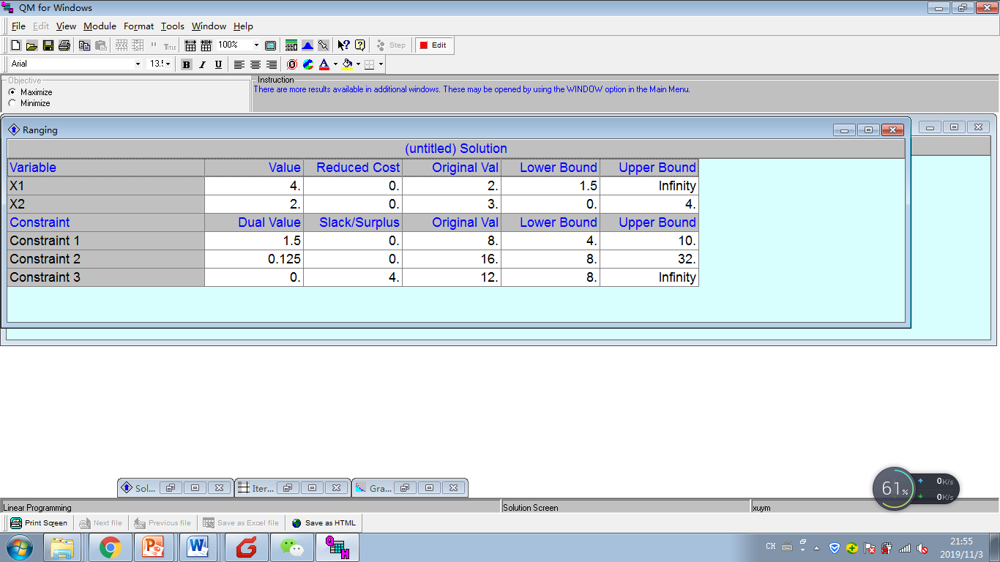 QM for Windows
File Edit View Module Format Tools Window Help
100% Step Edit
Arial 13.5 B I U A
Objective
Maximize
Minimize
Instruction
There are more results available in additional windows. These may be opened by using the WINDOW option in the Main Menu.
Ranging
(untitled) Solution
Variable Value Reduced Cost Original Val Lower Bound Upper Bound
X1 4. 0. 2. 1.5 Infinity
X2 2. 0. 3. 0. 4.
Constraint Dual Value Slack/Surplus Original Val Lower Bound Upper Bound
Constraint 1 1.5 0. 8. 4. 10.
Constraint 2 0.125 0. 16. 8. 32.
Constraint 3 0. 4. 12. 8. Infinity
Sol... Iter... Gra...
61% 0K/s
0K/s
Linear Programming Solution Screen xuym
Print Screen Next file Previous file Save as Excel file Save as HTML
CH 21:55
2019/11/3